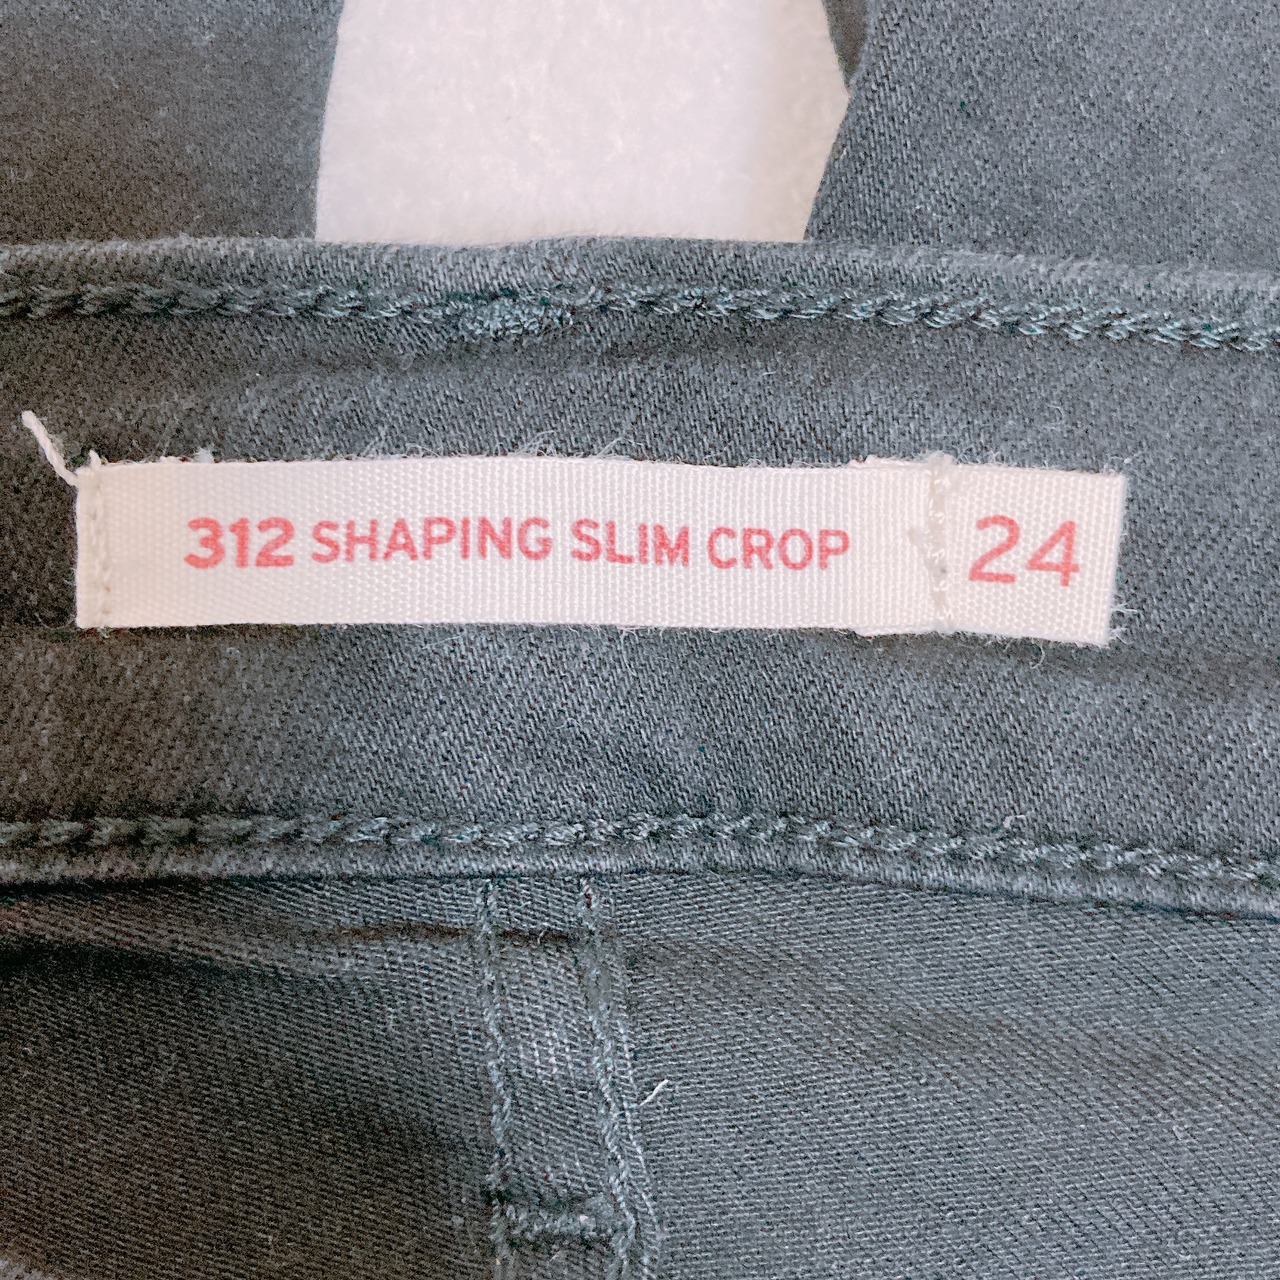 312 SHAPING SLIM CROP 24